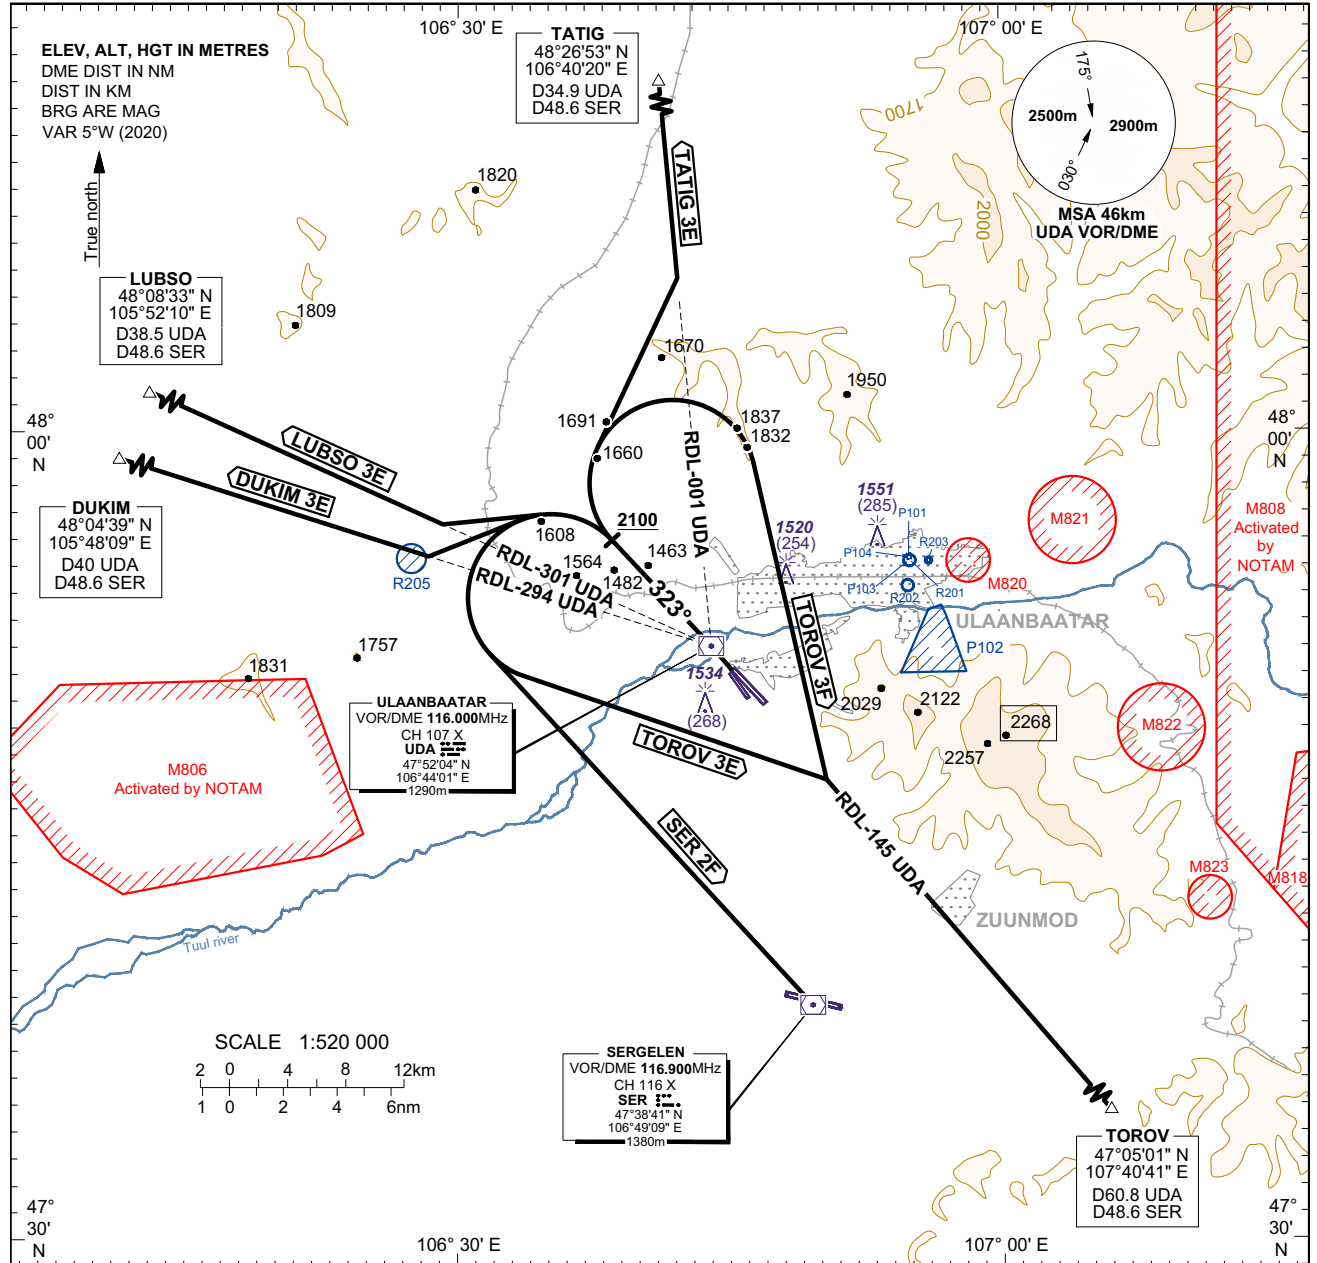 106° 30' E
107° 00' E
ELEV, ALT, HGT IN METRES
DME DIST IN NM
DIST IN KM
BRG ARE MAG
VAR 5°W (2020)
True north
TATIG
48°26'53" N
106°40'20" E
D34.9 UDA
D48.6 SER
175°
2500m
2900m
030°
MSA 46km
UDA VOR/DME
1700
2000
1820
TATIG 3E
LUBSO
48°08'33" N
105°52'10" E
D38.5 UDA
D48.6 SER
1809
1670
1950
1691
1837
1832
1660
48°
00'
N
48°
00'
N
LUBSO 3E
DUKIM 3E
RDL-001 UDA
DUKIM
48°04'39" N
105°48'09" E
D40 UDA
D48.6 SER
R205
1608
2100
1564
1482
1463
RDL-301 UDA
RDL-294 UDA
323°
1520
(254)
1551
(285)
P101
P104
R203
P103
R202
R201
M820
M821
M808
Activated
by
NOTAM
ULAANBAATAR
P102
TOROV 3F
1757
1831
1534
(268)
2029
2122
2268
2257
M822
M806
Activated by NOTAM
ULAANBAATAR
VOR/DME 116.000MHz
CH 107 X
UDA
47°52'04" N
106°44'01" E
1290m
TOROV 3E
SER 2F
RDL-145 UDA
M823
M818
ZUUNMOD
Tuul river
SCALE 1:520 000
2 0 4 8 12km
1 0 2 4 6nm
SERGELEN
VOR/DME 116.900MHz
CH 116 X
SER
47°38'41" N
106°49'09" E
1380m
TOROV
47°05'01" N
107°40'41" E
D60.8 UDA
D48.6 SER
47°
30'
N
47°
30'
N
106° 30' E
107° 00' E